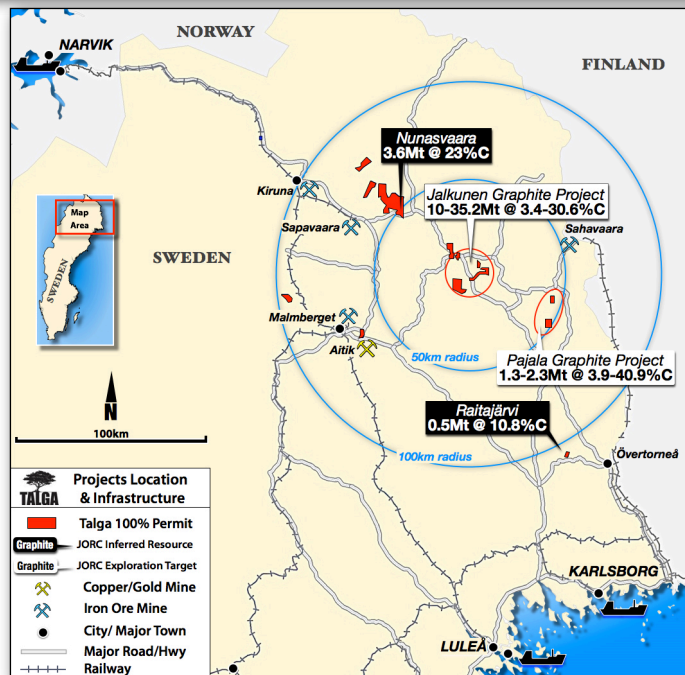 NORWAY
NARVIK
FINLAND
Nunasvaara
3.6Mt @ 23%C
Kiruna
Jalkunen Graphite Project
10-35.2Mt @ 3.4-30.6%C
Sapavaara
Sahavaara
Map
Area
SWEDEN
SWEDEN
Malmberget
Aitik
50km radius
Pajala Graphite Project
1.3-2.3Mt @ 3.9-40.9%C
N
100km
Raitajärvi
0.5Mt @ 10.8%C
100km radius
Övertorneå
TALGA
Projects Location
& Infrastructure
Talga 100% Permit
Graphite JORC Inferred Resource
Graphite JORC Exploration Target
Copper/Gold Mine
Iron Ore Mine
City/ Major Town
Major Road/Hwy
Railway
KARLSBORG
LULEÅ